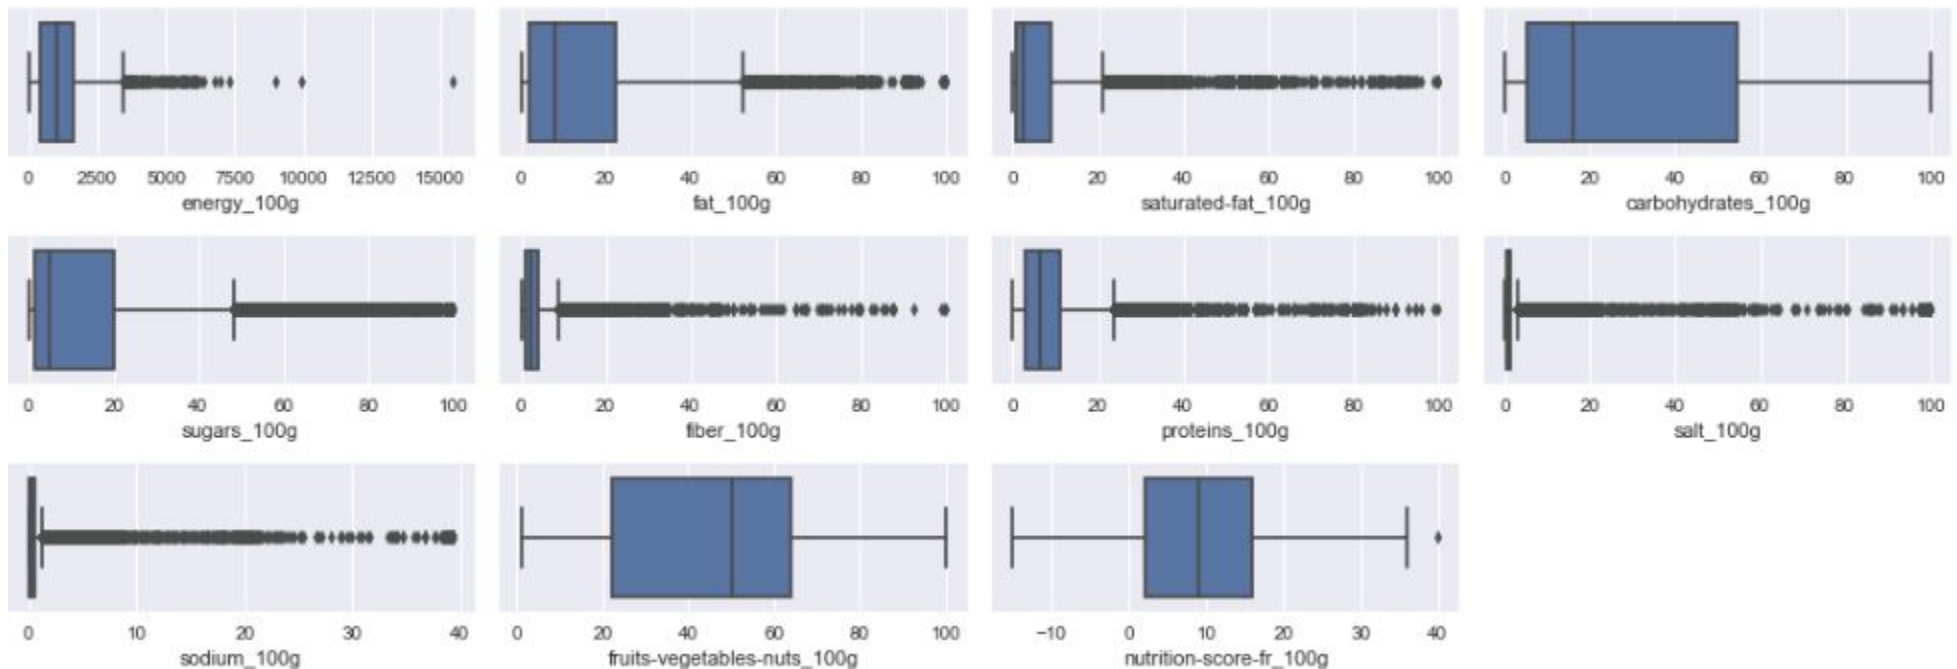 0 2500 5000 7500 10000 12500 15000
energy_100g
0 20 40 60 80 100
fat_100g
0 20 40 60 80 100
saturated-fat_100g
0 20 40 60 80 100
carbohydrates_100g
0 20 40 60 80 100
sugars_100g
0 20 40 60 80 100
fiber_100g
0 20 40 60 80 100
proteins_100g
0 20 40 60 80 100
salt_100g
0 10 20 30 40
sodium_100g
0 20 40 60 80 100
fruits-vegetables-nuts_100g
−10 0 10 20 30 40
nutrition-score-fr_100g